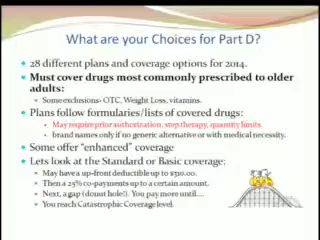 What are your Choices for Part D?
28 different plans and coverage options for 2014.
Must cover drugs most commonly prescribed to older
adults:
Some exclusions- OTC, Weight Loss, vitamins.
Plans follow formularies/lists of covered drugs:
May require prior authorization, step therapy, quantity limits.
brand names only if no generic alternative or with medical necessity.
Some offer "enhanced" coverage
Lets look at the Standard or Basic coverage;
May have a up-front deductible up to $310.00.
Then a 25% co-payments up to a certain amount.
Next, a gap (donut hole!). You pay more until....
You reach Catastrophic Coverage level.